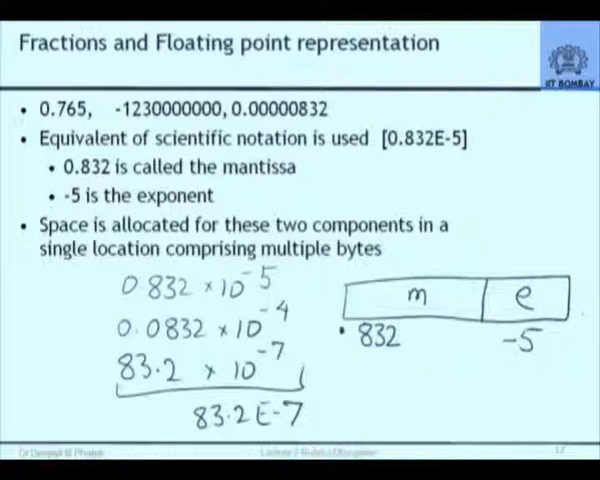 Fractions and Floating point representation
IIT BOMBAY
• 0.765, -1230000000, 0.00000832
• Equivalent of scientific notation is used [0.832E-5]
• 0.832 is called the mantissa
• -5 is the exponent
• Space is allocated for these two components in a
single location comprising multiple bytes
0.832 × 10⁻⁵
0.0832 × 10⁻⁴
83.2 × 10⁻⁷
83.2E-7
m e
.832 -5